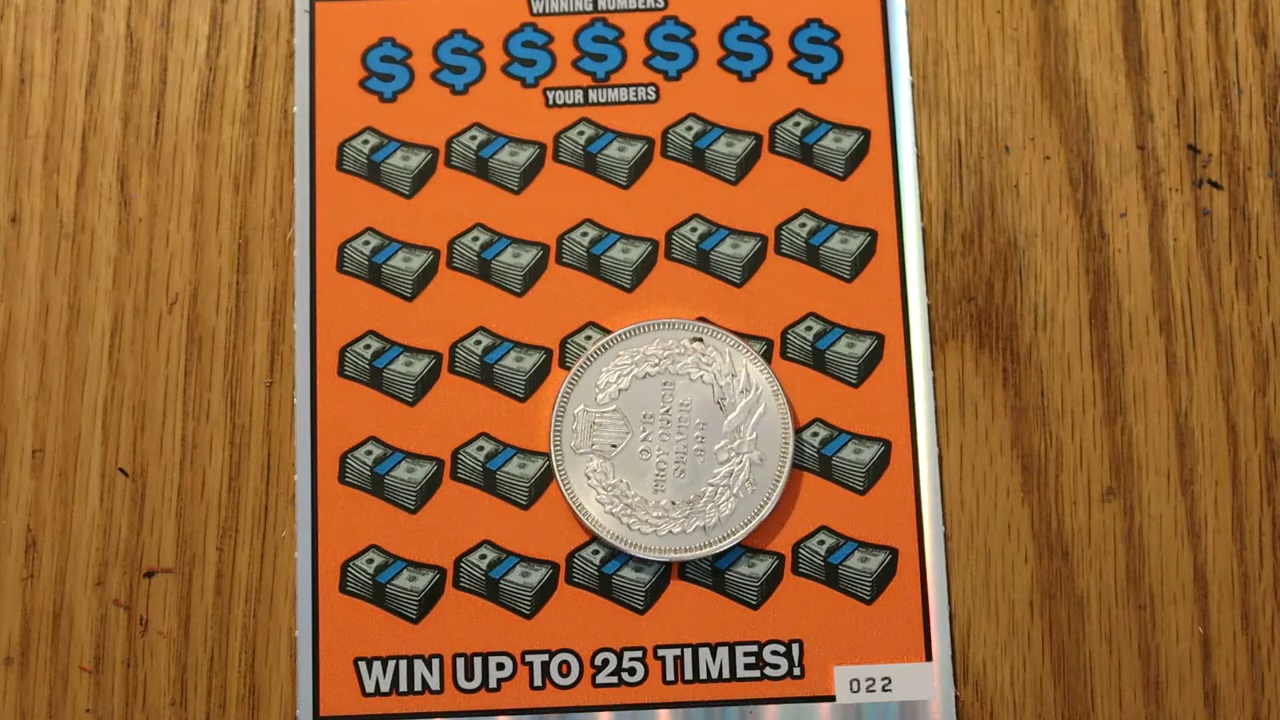 WINNING NUMBERS
$ $ $ $ $ $ $
YOUR NUMBERS
ONE
TROY OUNCE
SILVER
.999
WIN UP TO 25 TIMES!
022